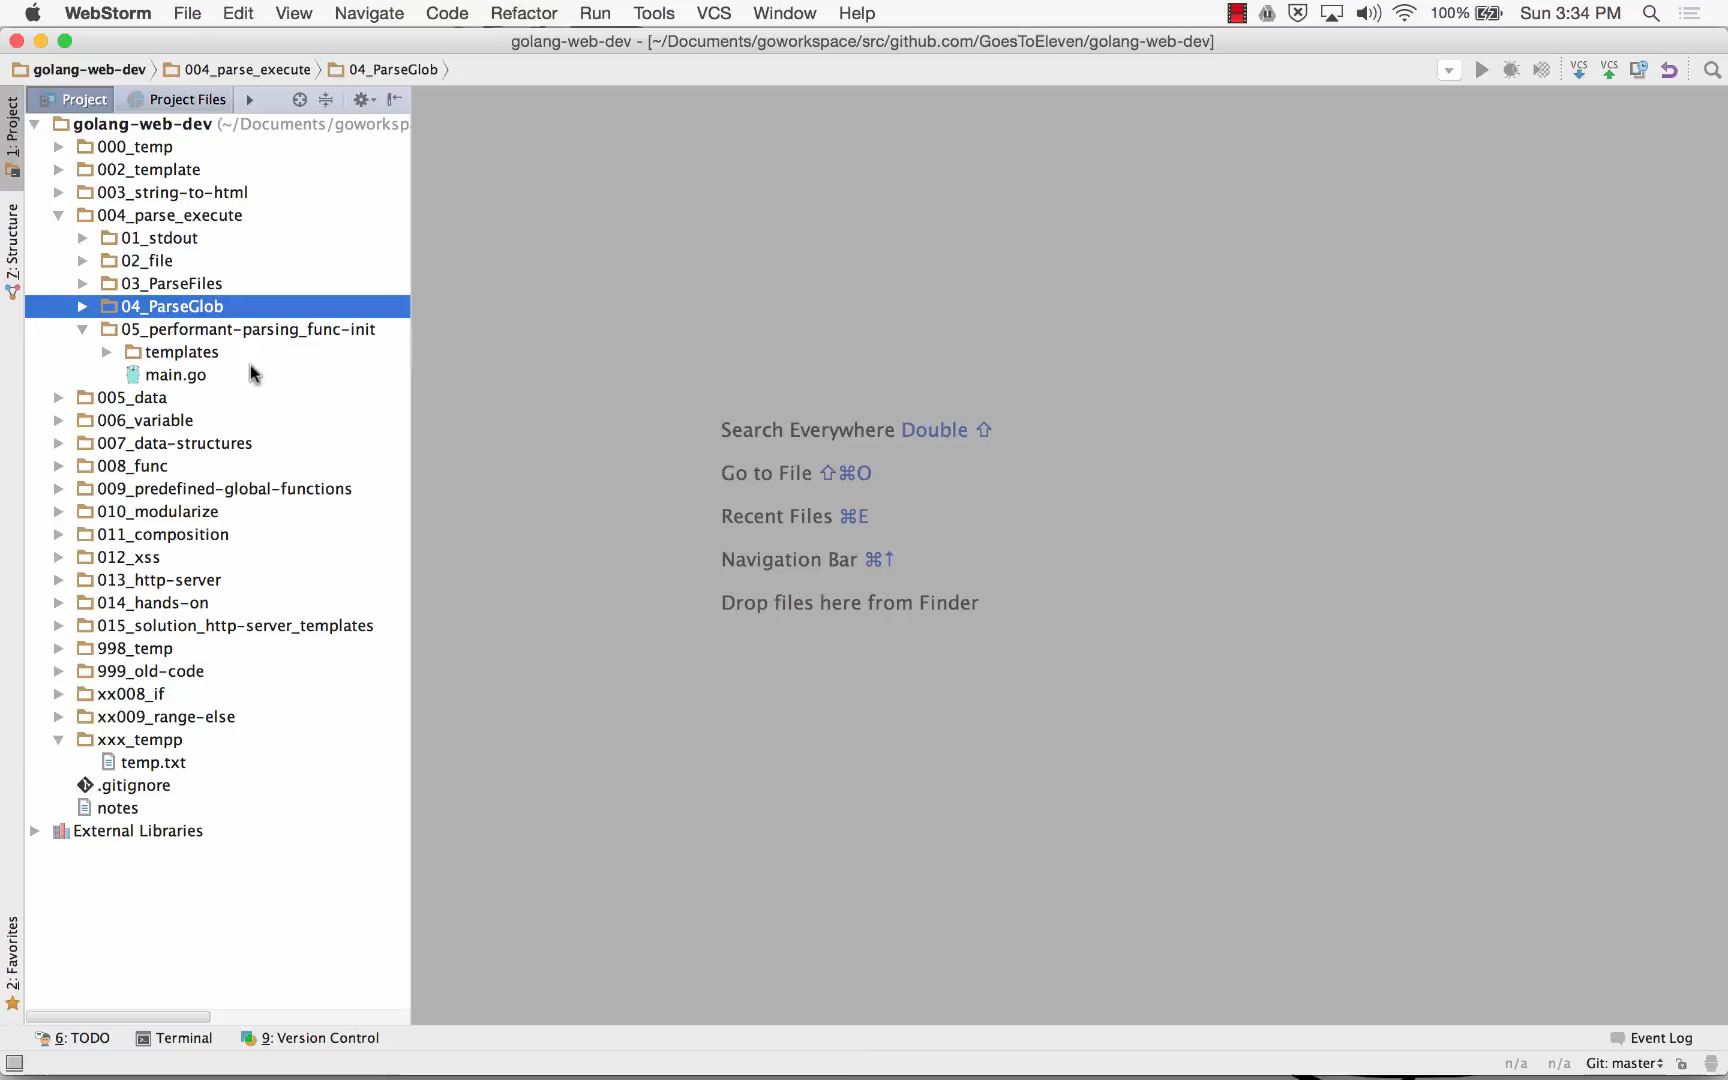 WebStorm File Edit View Navigate Code Refactor Run Tools VCS Window Help 100% Sun 3:34 PM
golang-web-dev - [~/Documents/goworkspace/src/github.com/GoesToEleven/golang-web-dev]
golang-web-dev 004_parse_execute 04_ParseGlob VCS VCS
Project Project Files
1: Project
golang-web-dev (~/Documents/goworkspa
000_temp
002_template
003_string-to-html
004_parse_execute
Z: Structure
01_stdout
02_file
03_ParseFiles
04_ParseGlob
05_performant-parsing_func-init
templates
main.go
005_data
006_variable
007_data-structures
008_func
009_predefined-global-functions
010_modularize
011_composition
012_xss
013_http-server
014_hands-on
015_solution_http-server_templates
998_temp
999_old-code
xx008_if
xx009_range-else
xxx_tempp
temp.txt
.gitignore
notes
External Libraries
Search Everywhere Double ⇧
Go to File ⇧⌘O
Recent Files ⌘E
Navigation Bar ⌘↑
Drop files here from Finder
2: Favorites
6: TODO Terminal 9: Version Control Event Log
n/a n/a Git: master